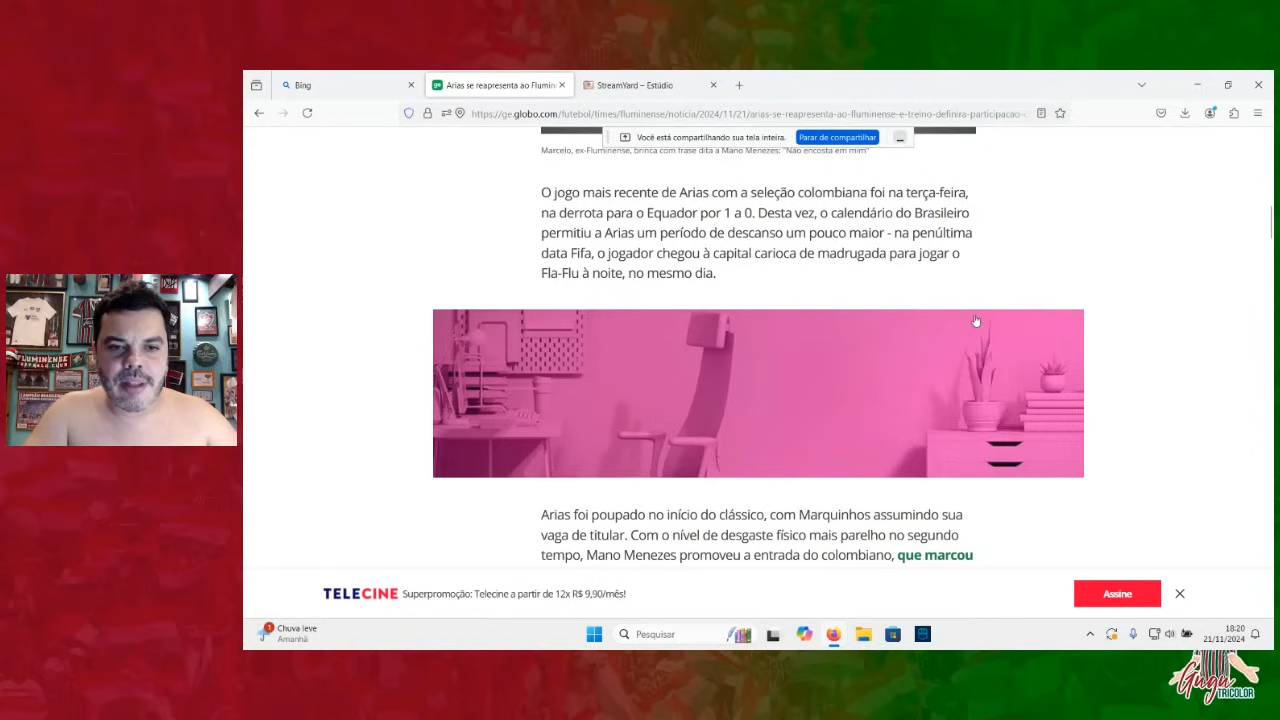 Bing
Arias se reapresenta ao Flumin
StreamYard – Estúdio
https://ge.globo.com/futebol/times/fluminense/noticia/2024/11/21/arias-se-reapresenta-ao-fluminense-e-treino-definira-participacao-c
Você está compartilhando sua tela inteira.
Parar de compartilhar
Marcelo, ex-Fluminense, brinca com frase dita a Mano Menezes: "Não encosta em mim"
O jogo mais recente de Arias com a seleção colombiana foi na terça-feira,
na derrota para o Equador por 1 a 0. Desta vez, o calendário do Brasileiro
permitiu a Arias um período de descanso um pouco maior - na penúltima
data Fifa, o jogador chegou à capital carioca de madrugada para jogar o
Fla-Flu à noite, no mesmo dia.
FLUMINENSE
Arias foi poupado no início do clássico, com Marquinhos assumindo sua
vaga de titular. Com o nível de desgaste físico mais parelho no segundo
tempo, Mano Menezes promoveu a entrada do colombiano, que marcou
TELECINE Superpromoção: Telecine a partir de 12x R$ 9,90/mês!
Assine
1
Chuva leve
Amanhã
Pesquisar
18:20
21/11/2024
Gugu
TRICOLOR